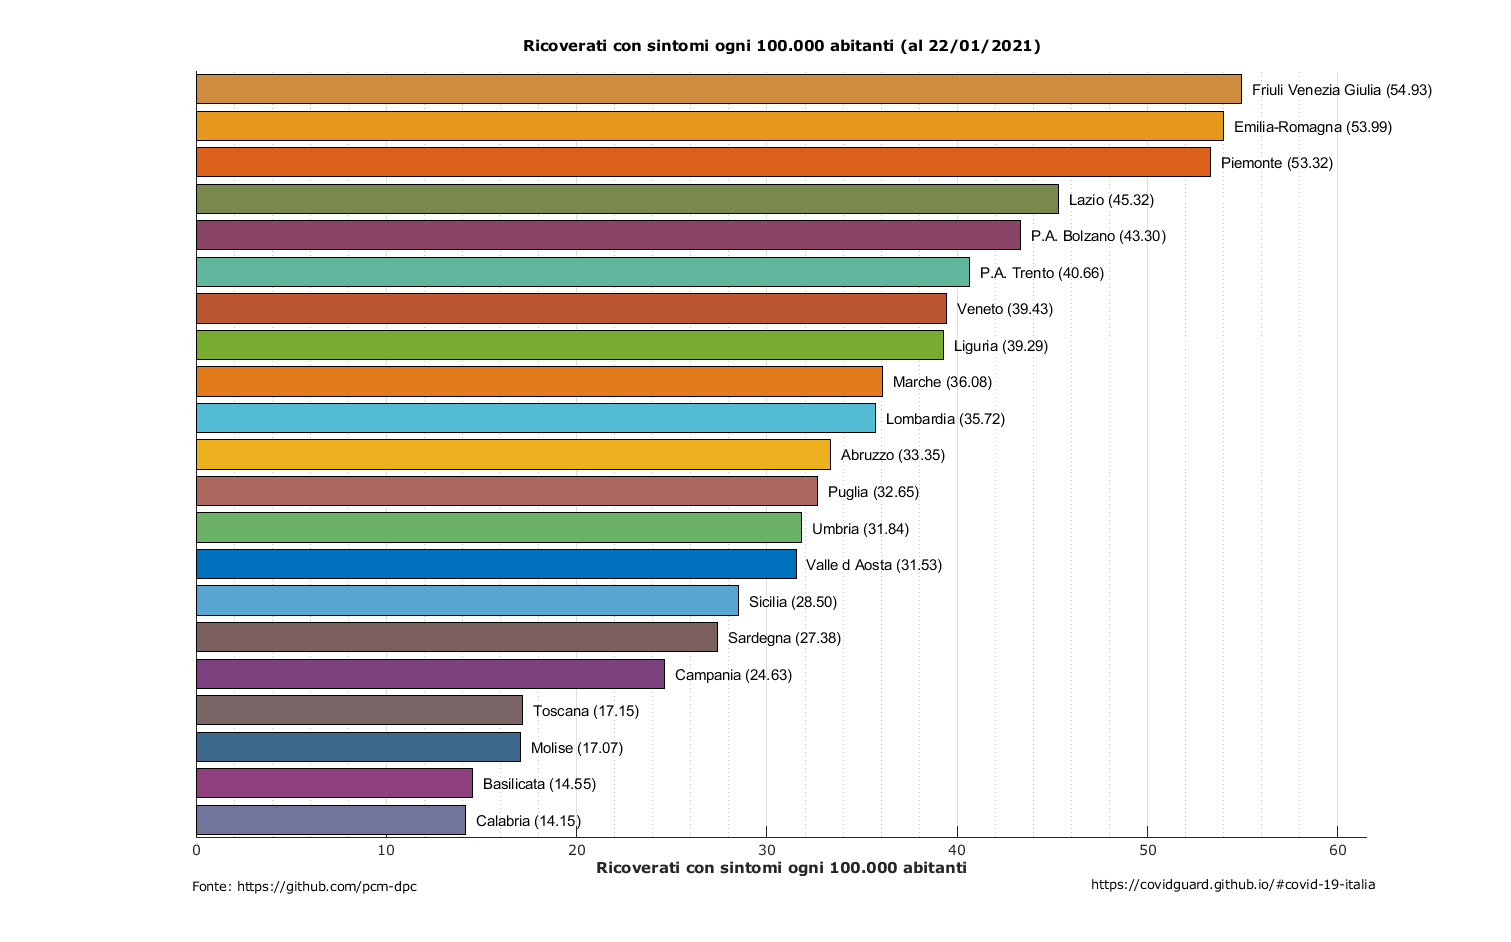 Ricoverati con sintomi ogni 100.000 abitanti (al 22/01/2021)
Friuli Venezia Giulia (54.93)
Emilia-Romagna (53.99)
Piemonte (53.32)
Lazio (45.32)
P.A. Bolzano (43.30)
P.A. Trento (40.66)
Veneto (39.43)
Liguria (39.29)
Marche (36.08)
Lombardia (35.72)
Abruzzo (33.35)
Puglia (32.65)
Umbria (31.84)
Valle d Aosta (31.53)
Sicilia (28.50)
Sardegna (27.38)
Campania (24.63)
Toscana (17.15)
Molise (17.07)
Basilicata (14.55)
Calabria (14.15)
0 10 20 30 40 50 60
Ricoverati con sintomi ogni 100.000 abitanti
Fonte: https://github.com/pcm-dpc
https://covidguard.github.io/#covid-19-italia